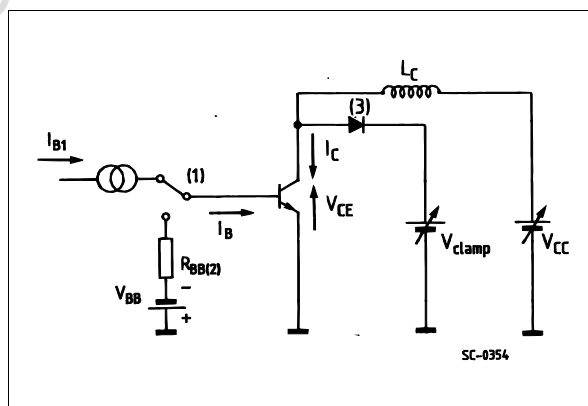 LC
(3)
IB1
(1)
IC
VCE
IB
RBB(2)
VBB
-
+
Vclamp
VCC
SC-0354